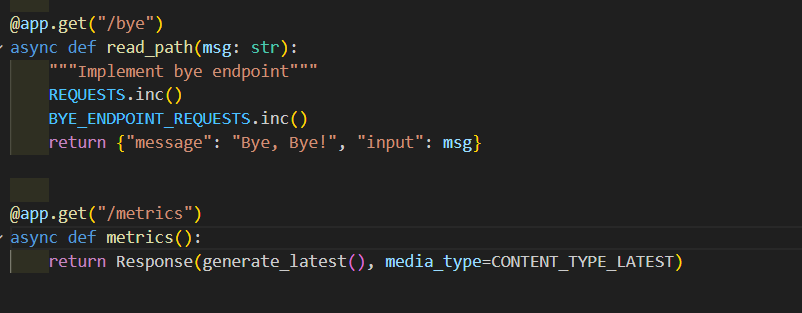 @app.get("/bye")
async def read_path(msg: str):
    """Implement bye endpoint"""
    REQUESTS.inc()
    BYE_ENDPOINT_REQUESTS.inc()
    return {"message": "Bye, Bye!", "input": msg}
@app.get("/metrics")
async def metrics():
    return Response(generate_latest(), media_type=CONTENT_TYPE_LATEST)